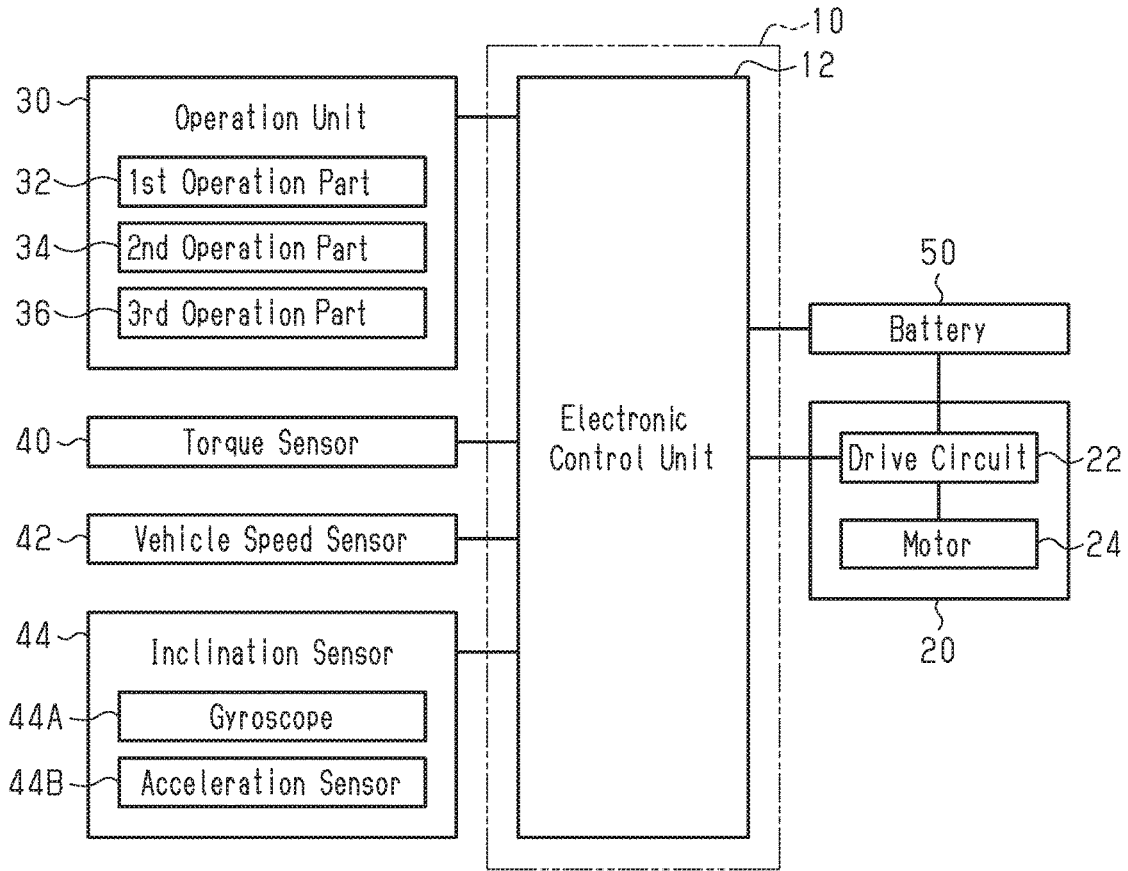 10
12
30
Operation Unit
32
1st Operation Part
34
2nd Operation Part
36
3rd Operation Part
40
Torque Sensor
42
Vehicle Speed Sensor
44
Inclination Sensor
44A
Gyroscope
44B
Acceleration Sensor
Electronic
Control Unit
50
Battery
Drive Circuit
22
Motor
24
20